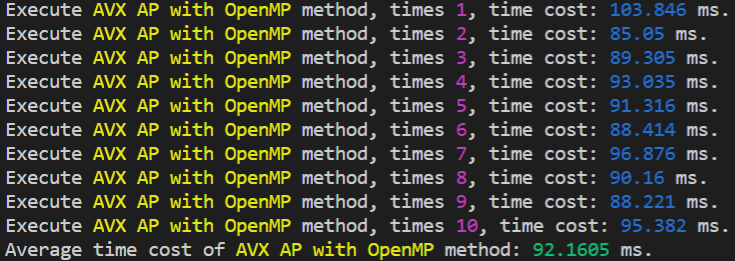 Execute AVX AP with OpenMP method, times 1, time cost: 103.846 ms.
Execute AVX AP with OpenMP method, times 2, time cost: 85.05 ms.
Execute AVX AP with OpenMP method, times 3, time cost: 89.305 ms.
Execute AVX AP with OpenMP method, times 4, time cost: 93.035 ms.
Execute AVX AP with OpenMP method, times 5, time cost: 91.316 ms.
Execute AVX AP with OpenMP method, times 6, time cost: 88.414 ms.
Execute AVX AP with OpenMP method, times 7, time cost: 96.876 ms.
Execute AVX AP with OpenMP method, times 8, time cost: 90.16 ms.
Execute AVX AP with OpenMP method, times 9, time cost: 88.221 ms.
Execute AVX AP with OpenMP method, times 10, time cost: 95.382 ms.
Average time cost of AVX AP with OpenMP method: 92.1605 ms.